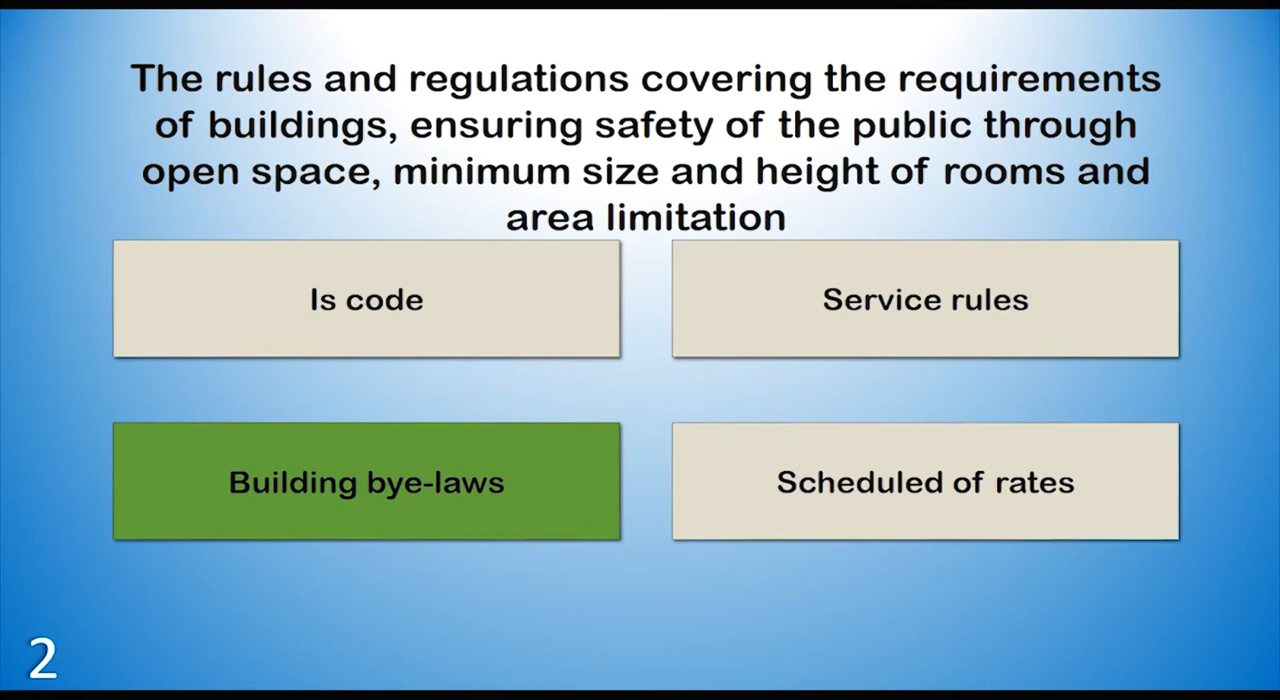 The rules and regulations covering the requirements
of buildings, ensuring safety of the public through
open space, minimum size and height of rooms and
area limitation
Is code
Service rules
Building bye-laws
Scheduled of rates
2